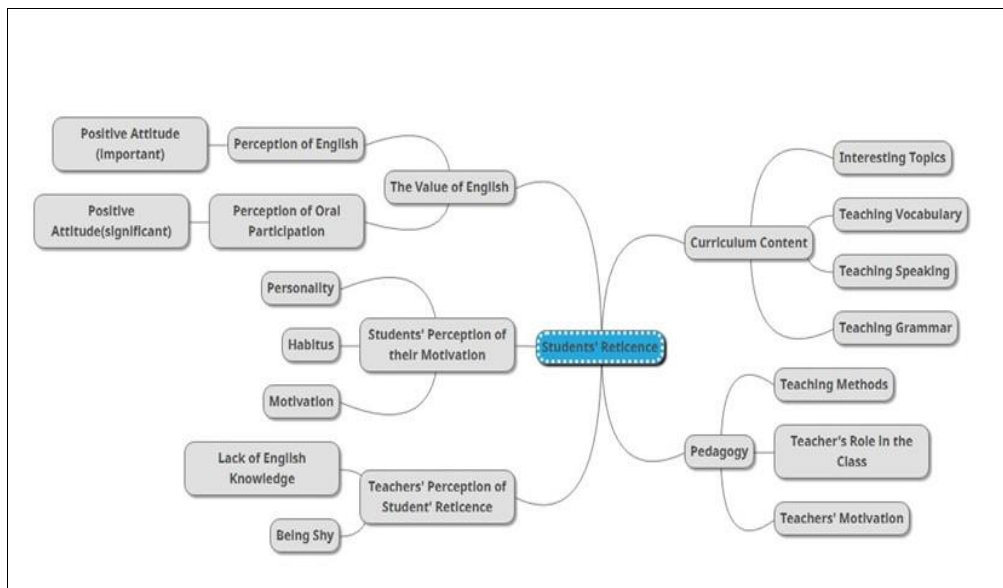 Positive Attitude
(Important)
Perception of English
The Value of English
Positive
Attitude(significant)
Perception of Oral
Participation
Personality
Habitus
Motivation
Students' Perception of
their Motivation
Lack of English
Knowledge
Being Shy
Teachers' Perception of
Student' Reticence
Students' Reticence
Curriculum Content
Interesting Topics
Teaching Vocabulary
Teaching Speaking
Teaching Grammar
Pedagogy
Teaching Methods
Teacher's Role in the
Class
Teachers' Motivation